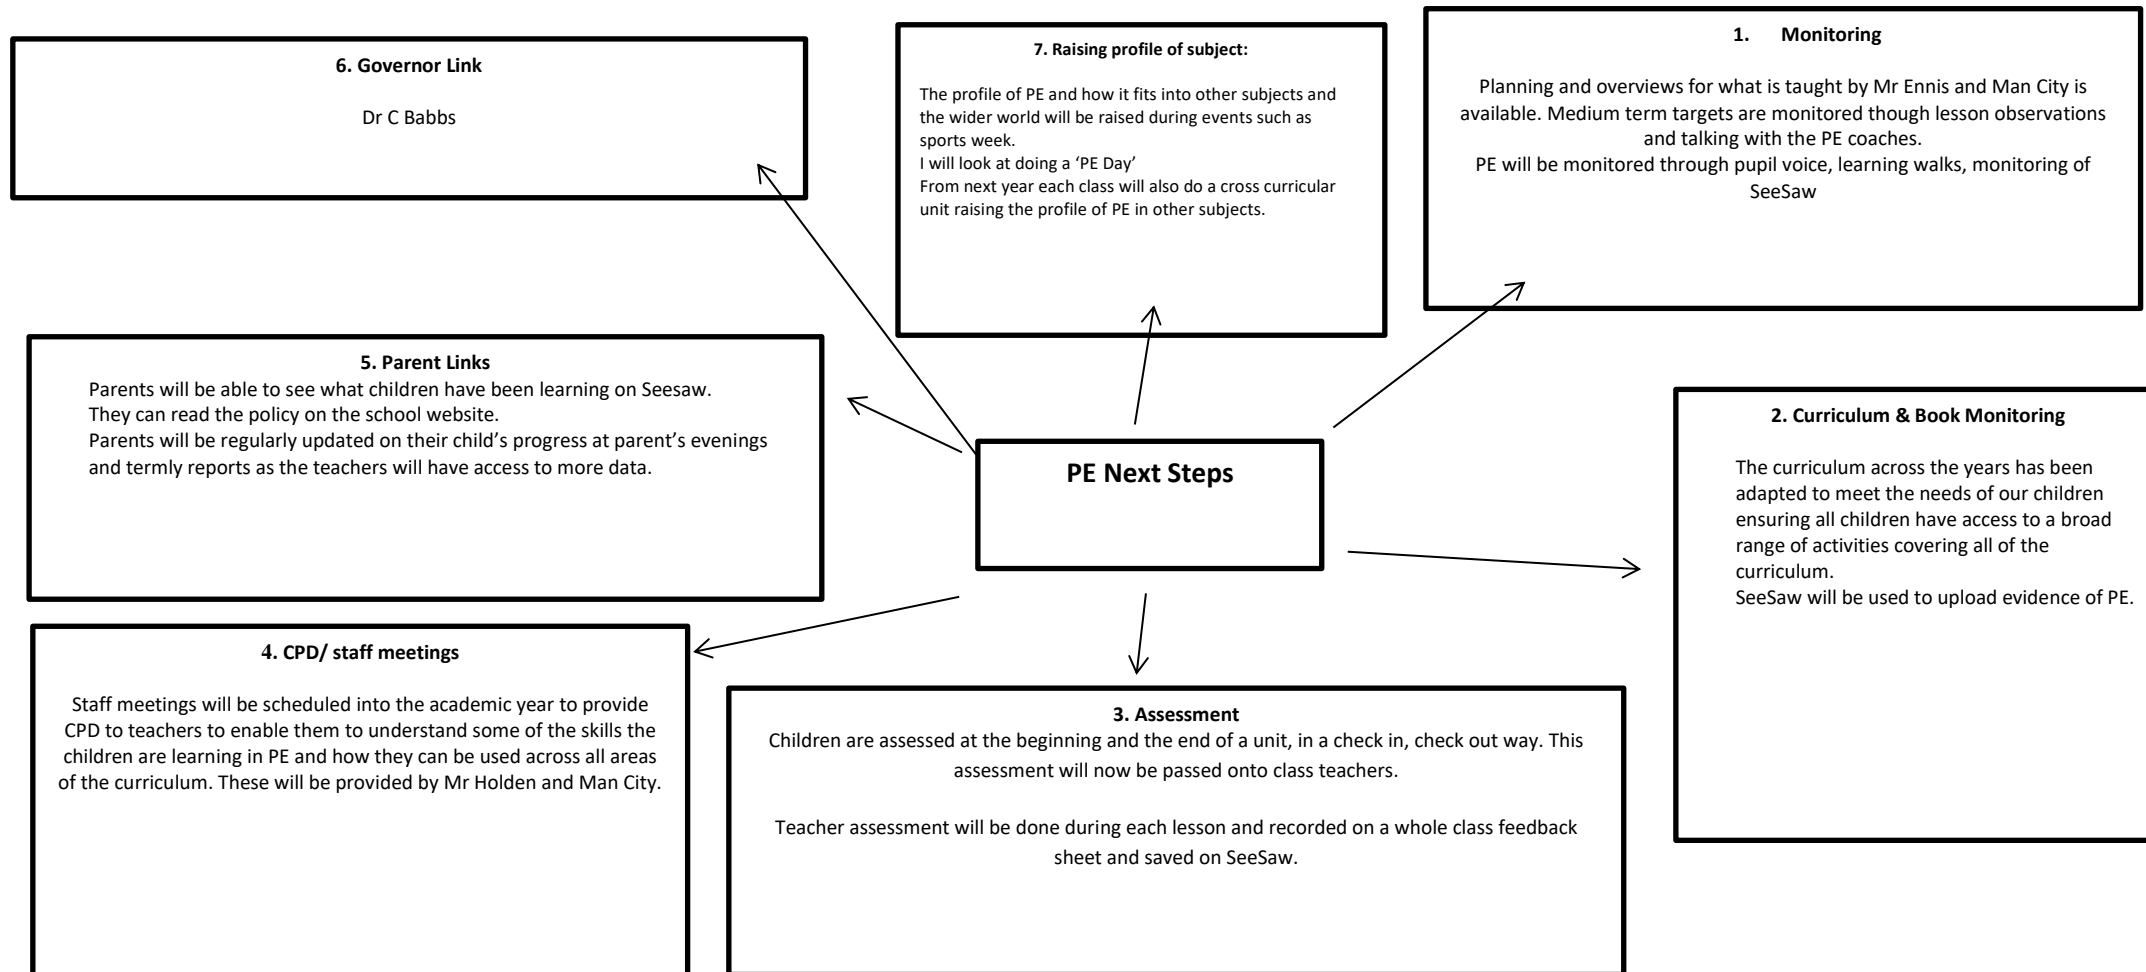 6. Governor Link
Dr C Babbs
7. Raising profile of subject:
The profile of PE and how it fits into other subjects and
the wider world will be raised during events such as
sports week.
I will look at doing a ‘PE Day’
From next year each class will also do a cross curricular
unit raising the profile of PE in other subjects.
1. Monitoring
Planning and overviews for what is taught by Mr Ennis and Man City is
available. Medium term targets are monitored though lesson observations
and talking with the PE coaches.
PE will be monitored through pupil voice, learning walks, monitoring of
SeeSaw
5. Parent Links
Parents will be able to see what children have been learning on Seesaw.
They can read the policy on the school website.
Parents will be regularly updated on their child’s progress at parent’s evenings
and termly reports as the teachers will have access to more data.
PE Next Steps
2. Curriculum & Book Monitoring
The curriculum across the years has been
adapted to meet the needs of our children
ensuring all children have access to a broad
range of activities covering all of the
curriculum.
SeeSaw will be used to upload evidence of PE.
4. CPD/ staff meetings
Staff meetings will be scheduled into the academic year to provide
CPD to teachers to enable them to understand some of the skills the
children are learning in PE and how they can be used across all areas
of the curriculum. These will be provided by Mr Holden and Man City.
3. Assessment
Children are assessed at the beginning and the end of a unit, in a check in, check out way. This
assessment will now be passed onto class teachers.
Teacher assessment will be done during each lesson and recorded on a whole class feedback
sheet and saved on SeeSaw.